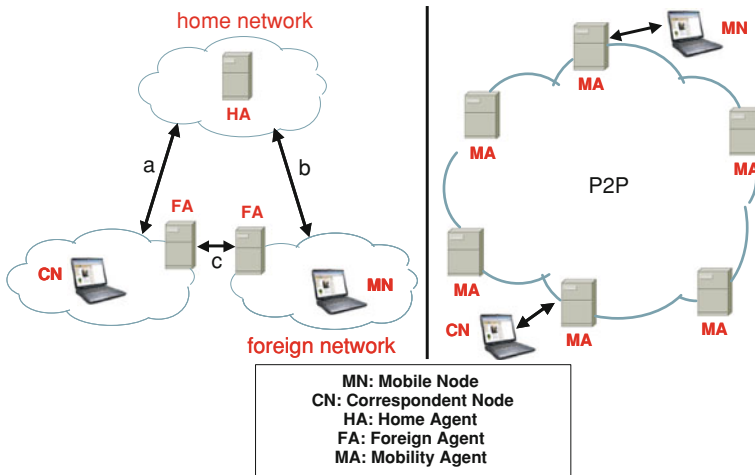 home network
HA
a
b
FA
FA
c
CN
MN
foreign network
MN
MA
MA
MA
P2P
MA
MA
CN
MA
MN: Mobile Node
CN: Correspondent Node
HA: Home Agent
FA: Foreign Agent
MA: Mobility Agent